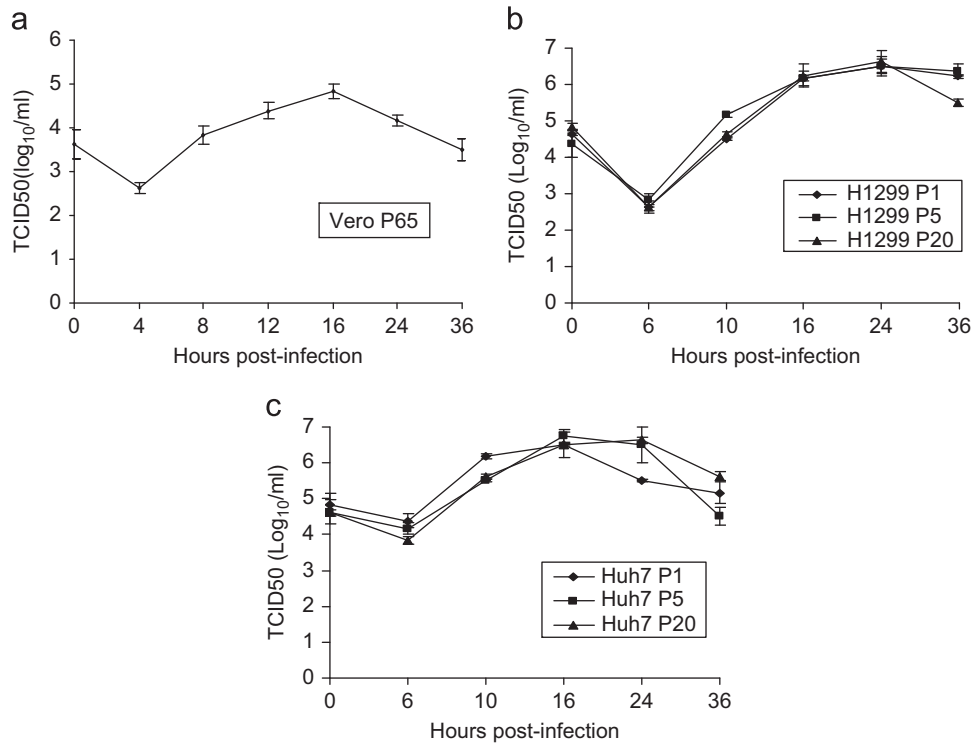 a
TCID50(log10/ml)
6
5
4
3
2
1
0
Vero P65
0 4 8 12 16 24 36
Hours post-infection
b
TCID50 (Log10/ml)
7
6
5
4
3
2
1
0
H1299 P1
H1299 P5
H1299 P20
0 6 10 16 24 36
Hours post-infection
c
TCID50 (Log10/ml)
7
6
5
4
3
2
1
0
Huh7 P1
Huh7 P5
Huh7 P20
0 6 10 16 24 36
Hours post-infection